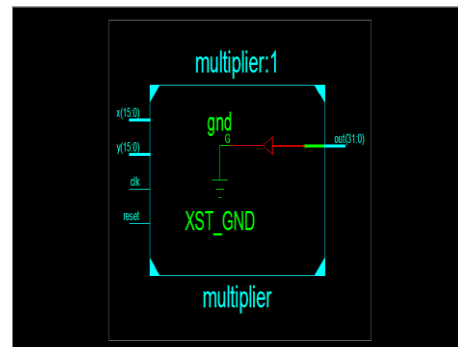 multiplier:1
x(15:0)
gnd
G
out(31:0)
y(15:0)
clk
reset
XST_GND
multiplier